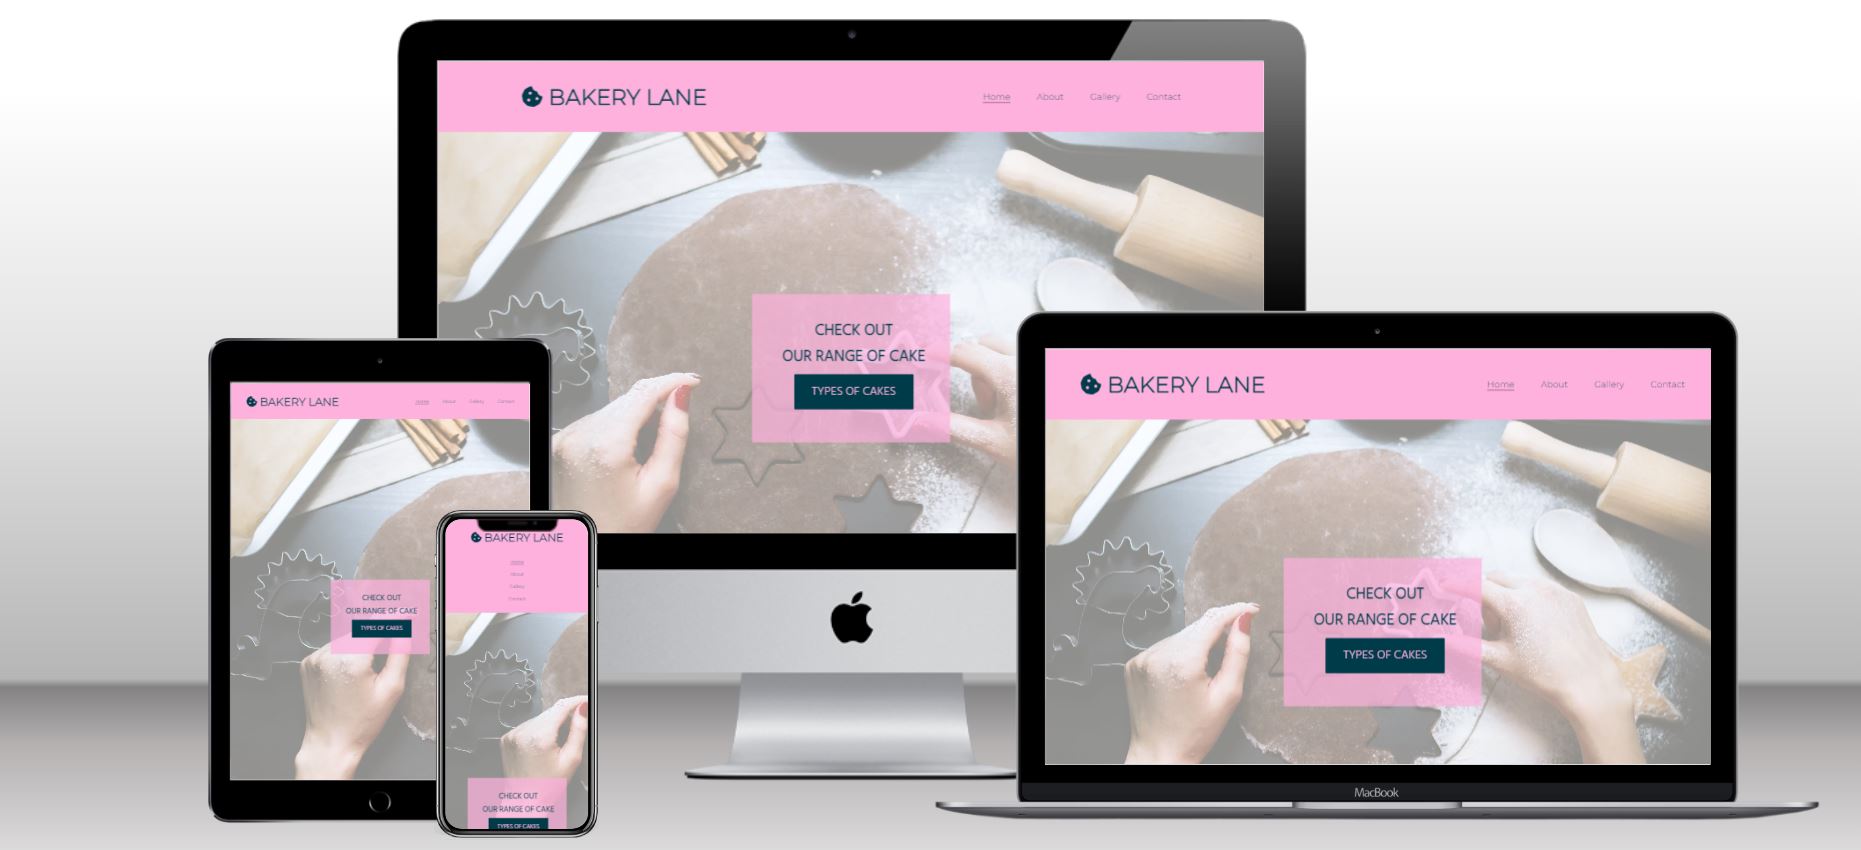 BAKERY LANE
Home About Gallery Contact
CHECK OUT
OUR RANGE OF CAKE
TYPES OF CAKES
BAKERY LANE
Home About Gallery Contact
CHECK OUT
OUR RANGE OF CAKE
TYPES OF CAKES
BAKERY LANE
Home
About
Gallery
Contact
CHECK OUT
OUR RANGE OF CAKE
TYPES OF CAKES
BAKERY LANE
Home About Gallery Contact
CHECK OUT
OUR RANGE OF CAKE
TYPES OF CAKES
MacBook